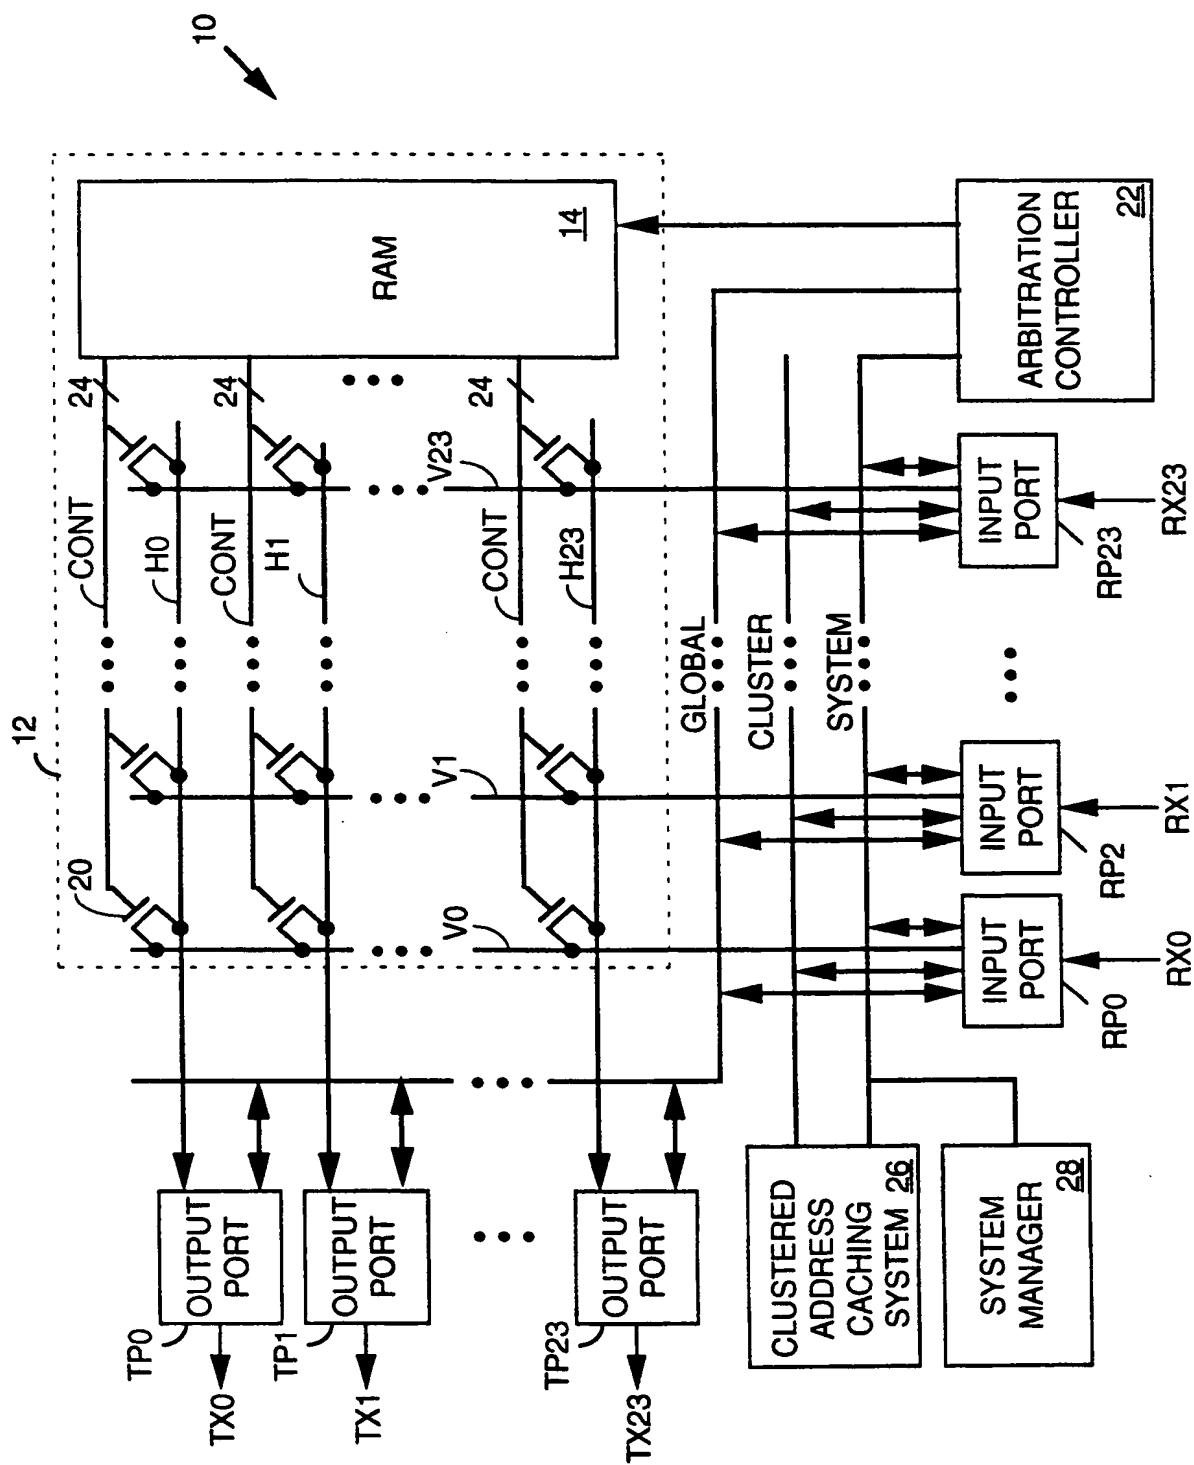 10
12
RAM
14
24
24
24
CONT
H0
CONT
H1
CONT
H23
20
V0
V1
V23
GLOBAL
CLUSTER
SYSTEM
ARBITRATION
CONTROLLER
22
OUTPUT
PORT
TP0
TX0
OUTPUT
PORT
TP1
TX1
OUTPUT
PORT
TP23
TX23
CLUSTERED
ADDRESS
CACHING
SYSTEM 26
SYSTEM
MANAGER
28
INPUT
PORT
RP0
RX0
INPUT
PORT
RP2
RX1
INPUT
PORT
RP23
RX23